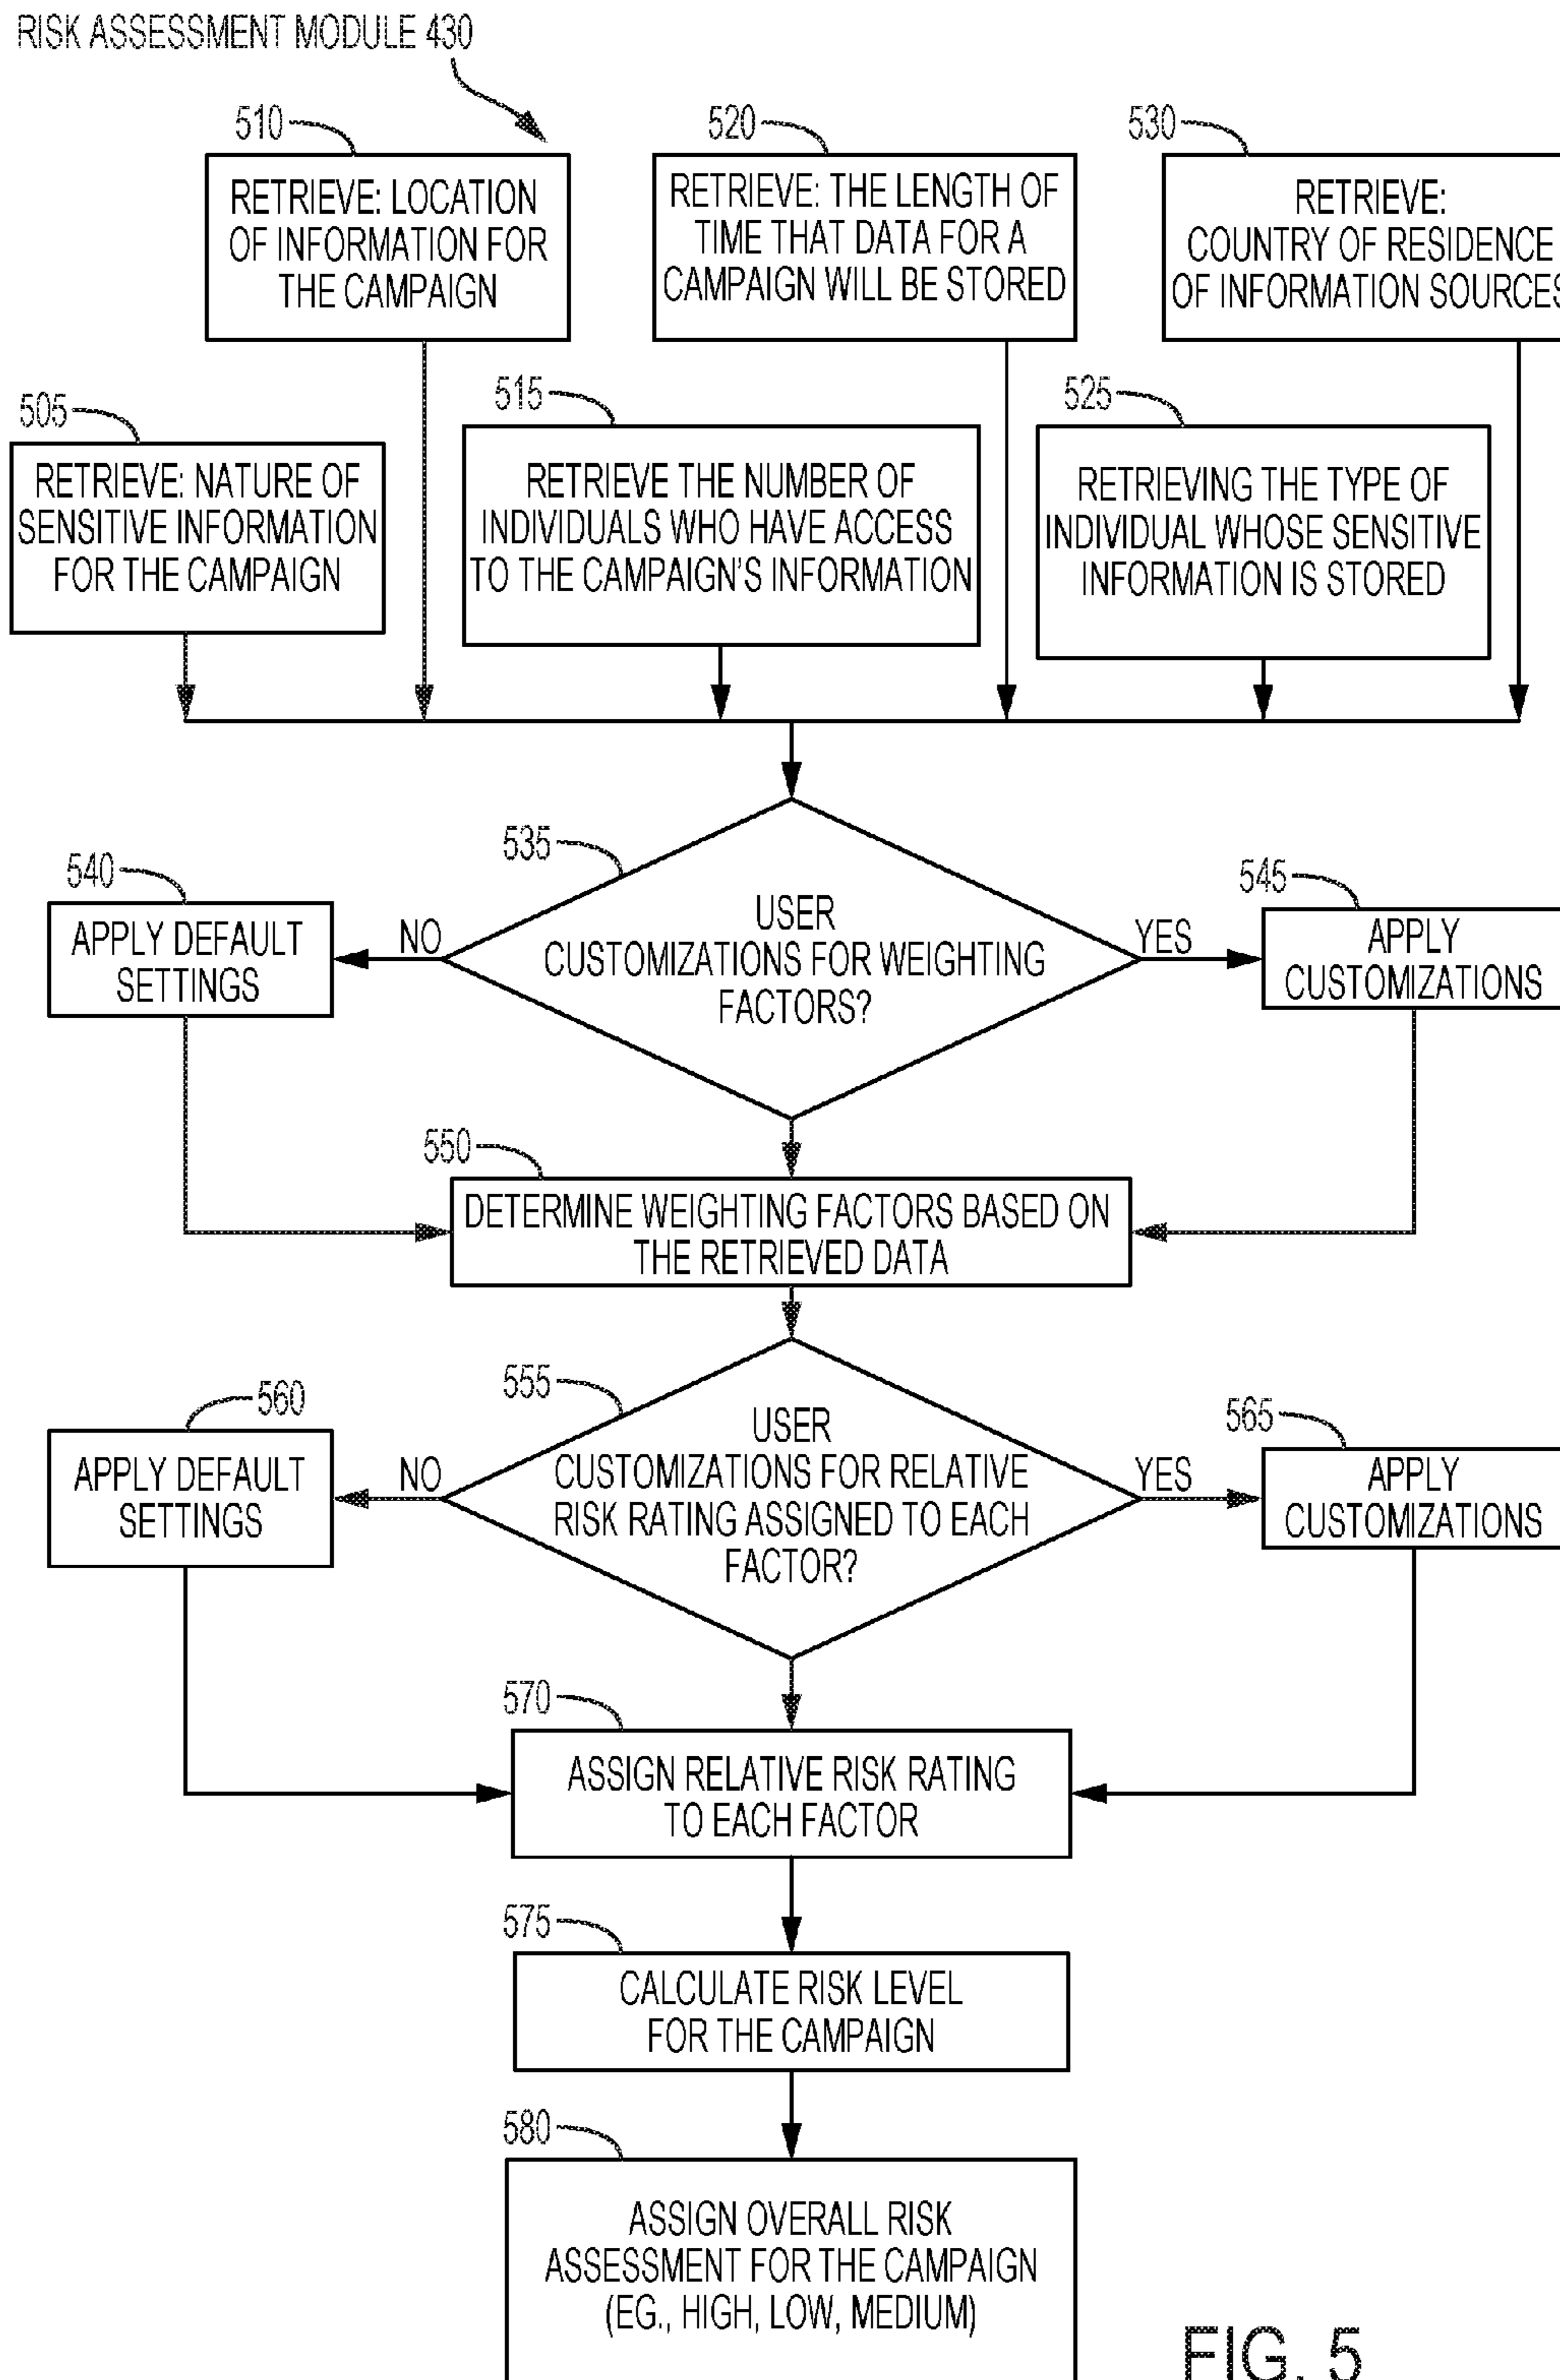 RISK ASSESSMENT MODULE 430
510
520
530
RETRIEVE: LOCATION
OF INFORMATION FOR
THE CAMPAIGN
RETRIEVE: THE LENGTH OF
TIME THAT DATA FOR A
CAMPAIGN WILL BE STORED
RETRIEVE:
COUNTRY OF RESIDENCE
OF INFORMATION SOURCES
505
515
525
RETRIEVE: NATURE OF
SENSITIVE INFORMATION
FOR THE CAMPAIGN
RETRIEVE THE NUMBER OF
INDIVIDUALS WHO HAVE ACCESS
TO THE CAMPAIGN'S INFORMATION
RETRIEVING THE TYPE OF
INDIVIDUAL WHOSE SENSITIVE
INFORMATION IS STORED
535
540
545
APPLY DEFAULT
SETTINGS
NO
USER
CUSTOMIZATIONS FOR WEIGHTING
FACTORS?
YES
APPLY
CUSTOMIZATIONS
550
DETERMINE WEIGHTING FACTORS BASED ON
THE RETRIEVED DATA
555
560
565
APPLY DEFAULT
SETTINGS
NO
USER
CUSTOMIZATIONS FOR RELATIVE
RISK RATING ASSIGNED TO EACH
FACTOR?
YES
APPLY
CUSTOMIZATIONS
570
ASSIGN RELATIVE RISK RATING
TO EACH FACTOR
575
CALCULATE RISK LEVEL
FOR THE CAMPAIGN
580
ASSIGN OVERALL RISK
ASSESSMENT FOR THE CAMPAIGN
(EG., HIGH, LOW, MEDIUM)
FIG. 5